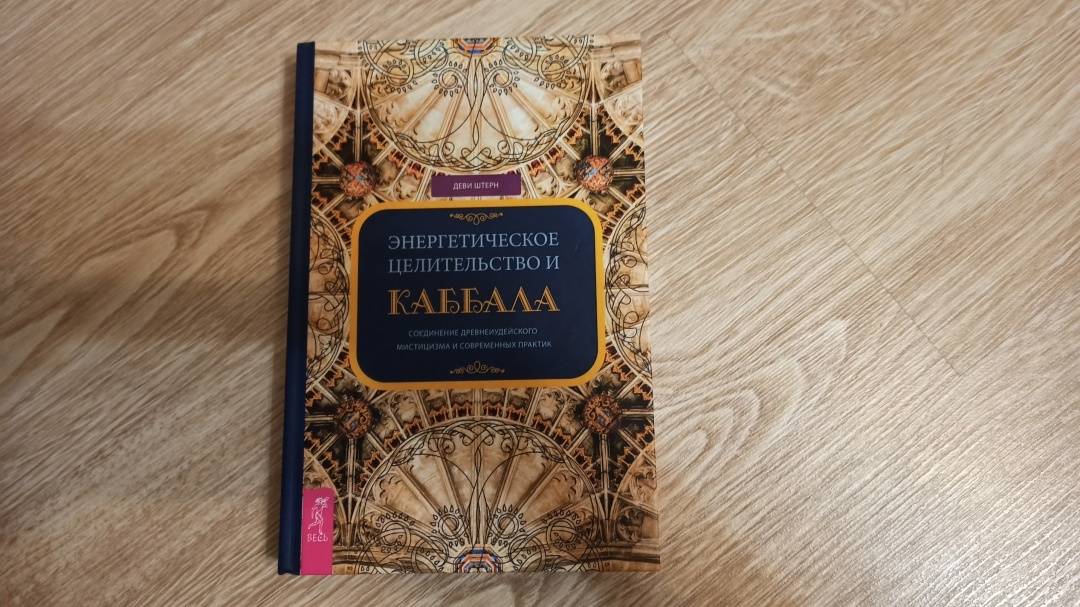 ДЕВИ ШТЕРН
ЭНЕРГЕТИЧЕСКОЕ
ЦЕЛИТЕЛЬСТВО И
КАББАЛА
СОЕДИНЕНИЕ ДРЕВНЕИУДЕЙСКОГО
МИСТИЦИЗМА И СОВРЕМЕННЫХ ПРАКТИК
ВЕСЬ